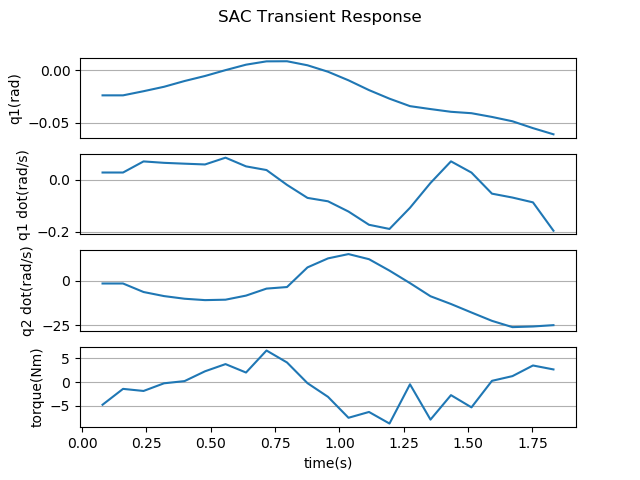 SAC Transient Response
q1(rad)
0.00
−0.05
q1 dot(rad/s)
0.0
−0.2
q2 dot(rad/s)
0
−25
torque(Nm)
5
0
−5
0.00 0.25 0.50 0.75 1.00 1.25 1.50 1.75
time(s)